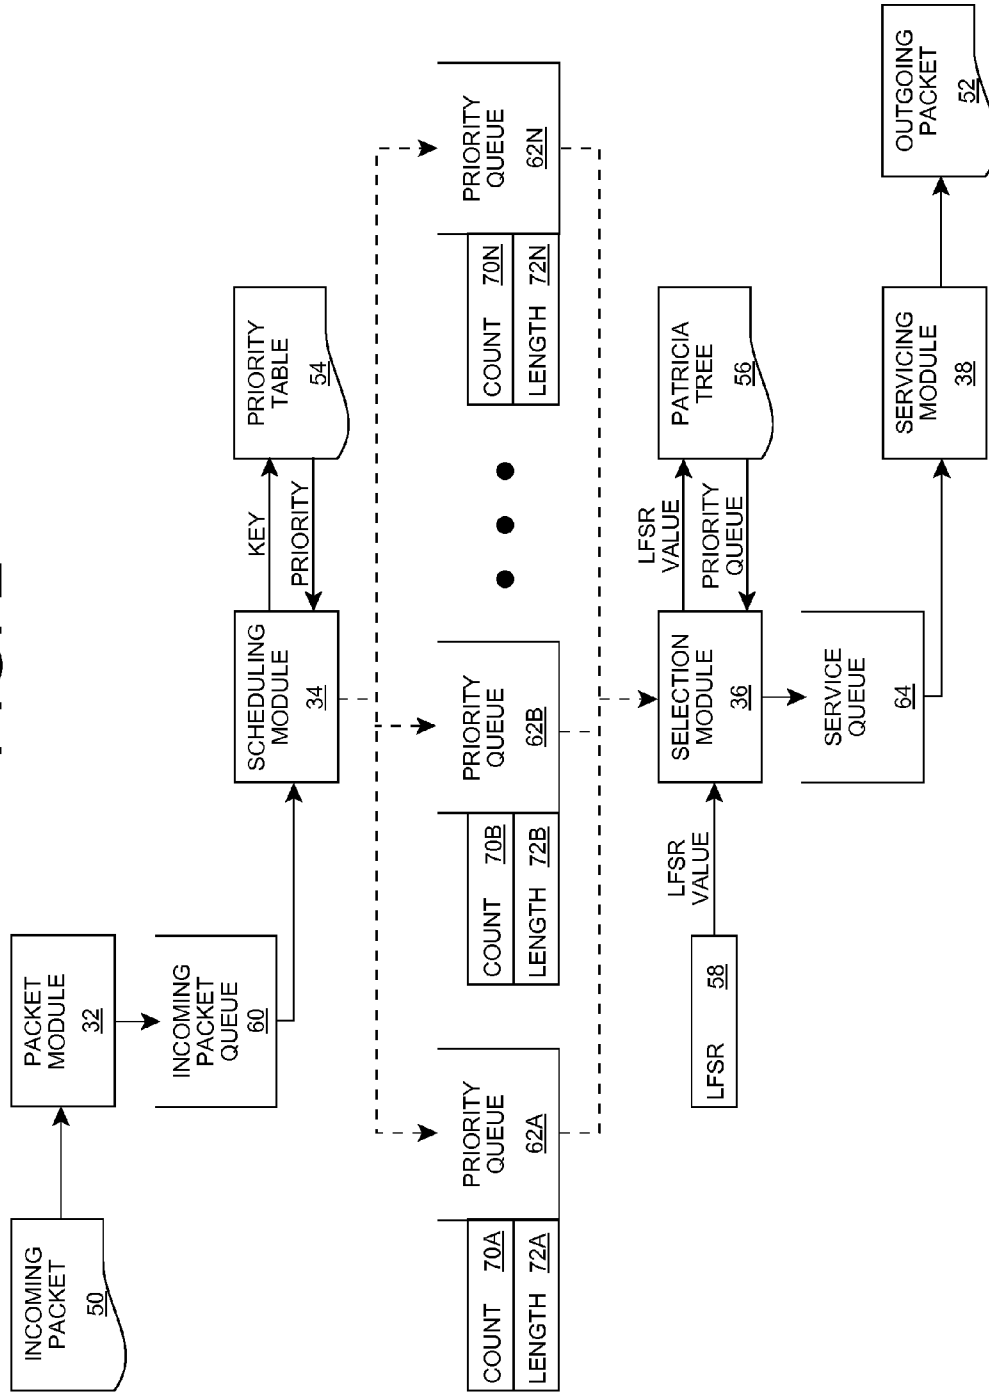 INCOMING
PACKET
50
PACKET
MODULE
32
INCOMING
PACKET
QUEUE
60
SCHEDULING
MODULE
34
KEY
PRIORITY
PRIORITY
TABLE
54
COUNT 70A
LENGTH 72A
PRIORITY
QUEUE
62A
COUNT 70B
LENGTH 72B
PRIORITY
QUEUE
62B
COUNT 70N
LENGTH 72N
PRIORITY
QUEUE
62N
LFSR 58
LFSR
VALUE
SELECTION
MODULE
36
LFSR
VALUE
PRIORITY
QUEUE
PATRICIA
TREE
56
SERVICE
QUEUE
64
SERVICING
MODULE
38
OUTGOING
PACKET
52